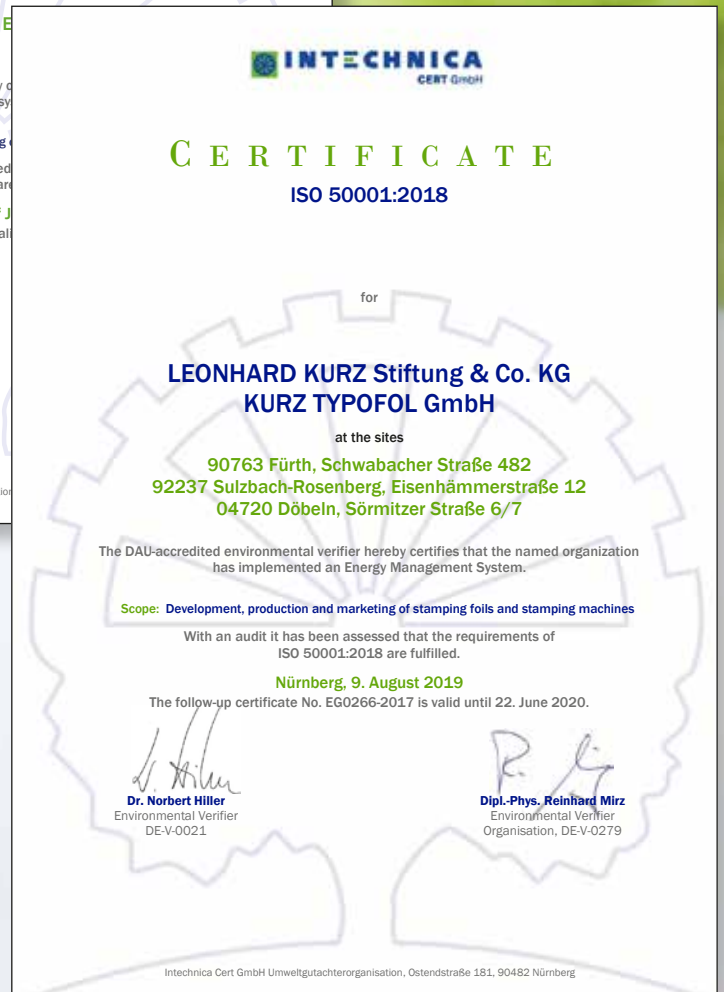 INTECHNICA
CERT GmbH
CERTIFICATE
ISO 50001:2018
for
LEONHARD KURZ Stiftung & Co. KG
KURZ TYPOFOL GmbH
at the sites
90763 Fürth, Schwabacher Straße 482
92237 Sulzbach-Rosenberg, Eisenhämmerstraße 12
04720 Döbeln, Sörmitzer Straße 6/7
The DAU-accredited environmental verifier hereby certifies that the named organization
has implemented an Energy Management System.
Scope: Development, production and marketing of stamping foils and stamping machines
With an audit it has been assessed that the requirements of
ISO 50001:2018 are fulfilled.
Nürnberg, 9. August 2019
The follow-up certificate No. EG0266-2017 is valid until 22. June 2020.
Dr. Norbert Hiller
Environmental Verifier
DE-V-0021
Dipl.-Phys. Reinhard Mirz
Environmental Verifier
Organisation, DE-V-0279
Intechnica Cert GmbH Umweltgutachterorganisation, Ostendstraße 181, 90482 Nürnberg